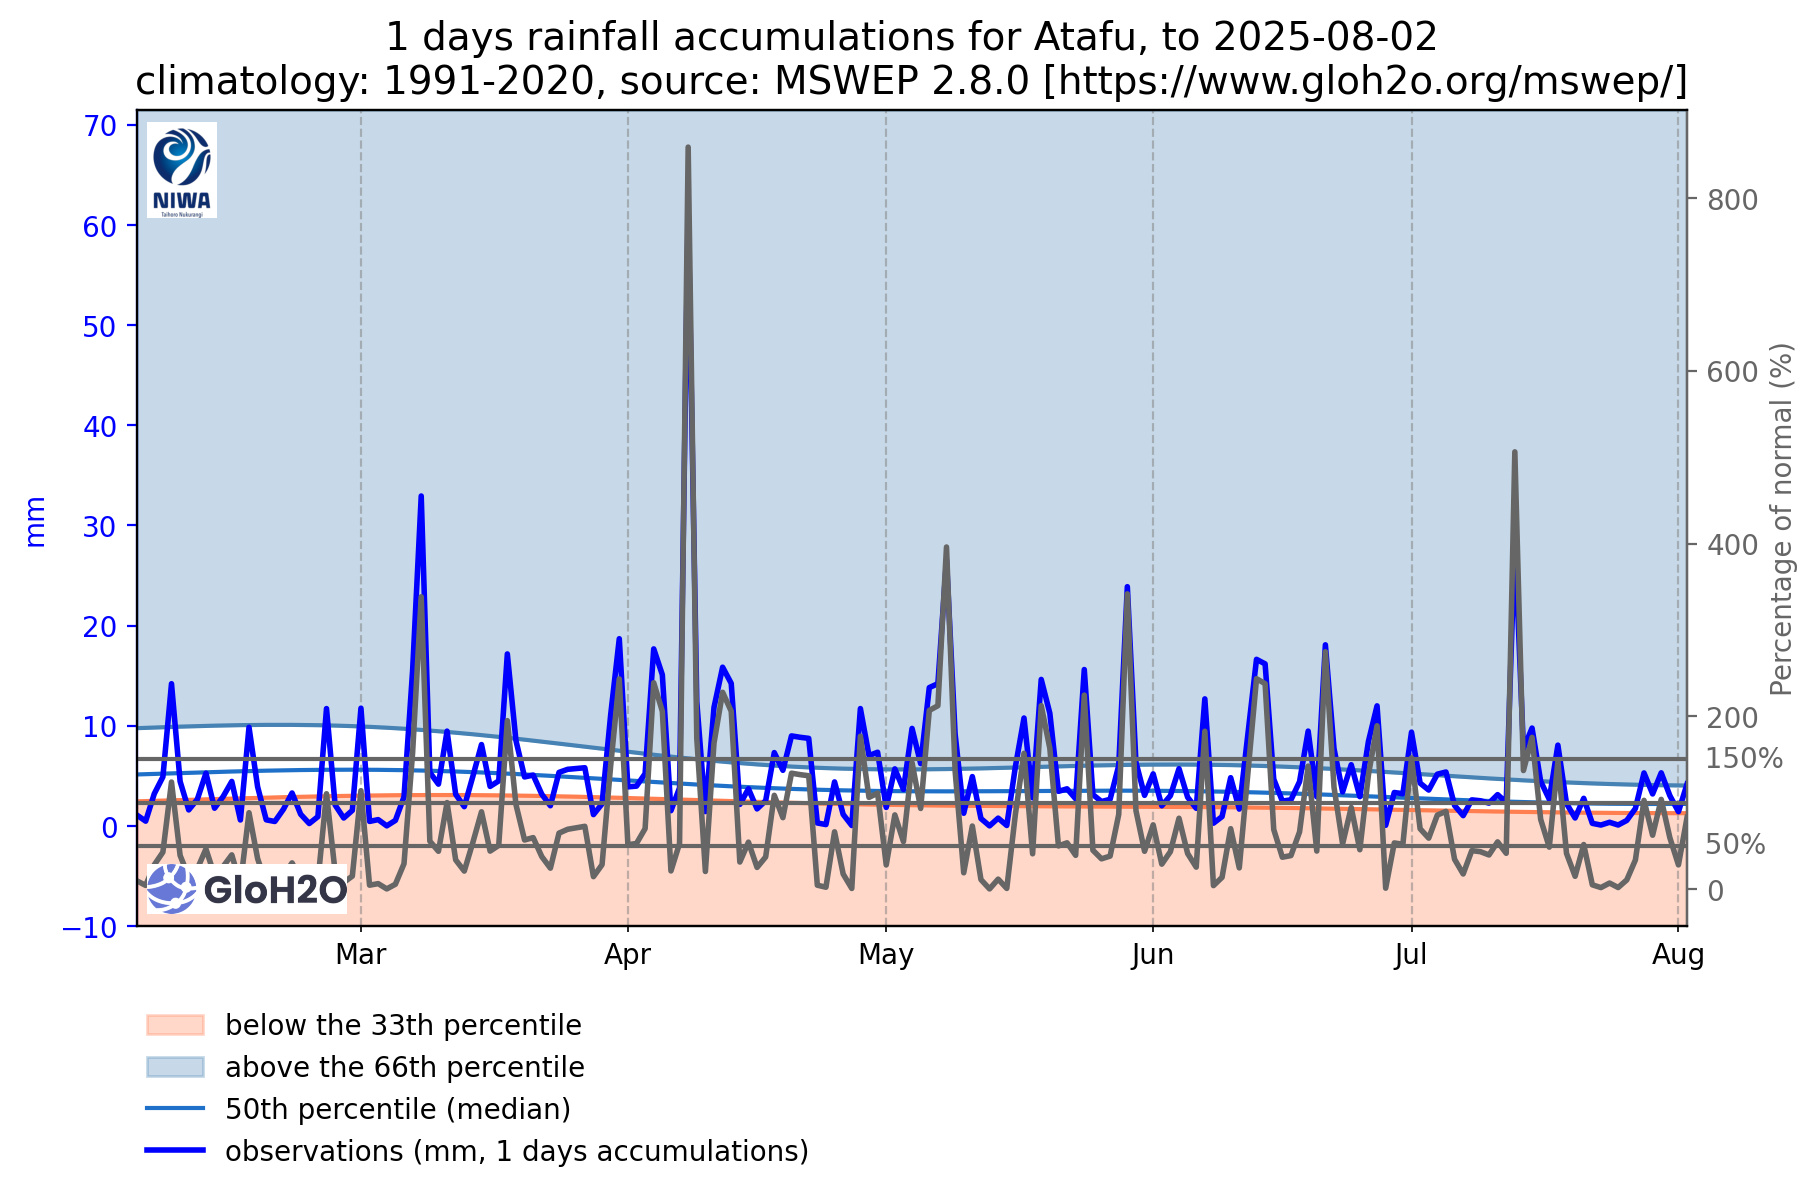 1 days rainfall accumulations for Atafu, to 2025-08-02
climatology: 1991-2020, source: MSWEP 2.8.0 [https://www.gloh2o.org/mswep/]
70
60
50
40
30
20
10
0
−10
mm
NIWA
Taihoro Nukurangi
GloH2O
800
600
400
200
150%
50%
0
Percentage of normal (%)
Mar
Apr
May
Jun
Jul
Aug
below the 33th percentile
above the 66th percentile
50th percentile (median)
observations (mm, 1 days accumulations)